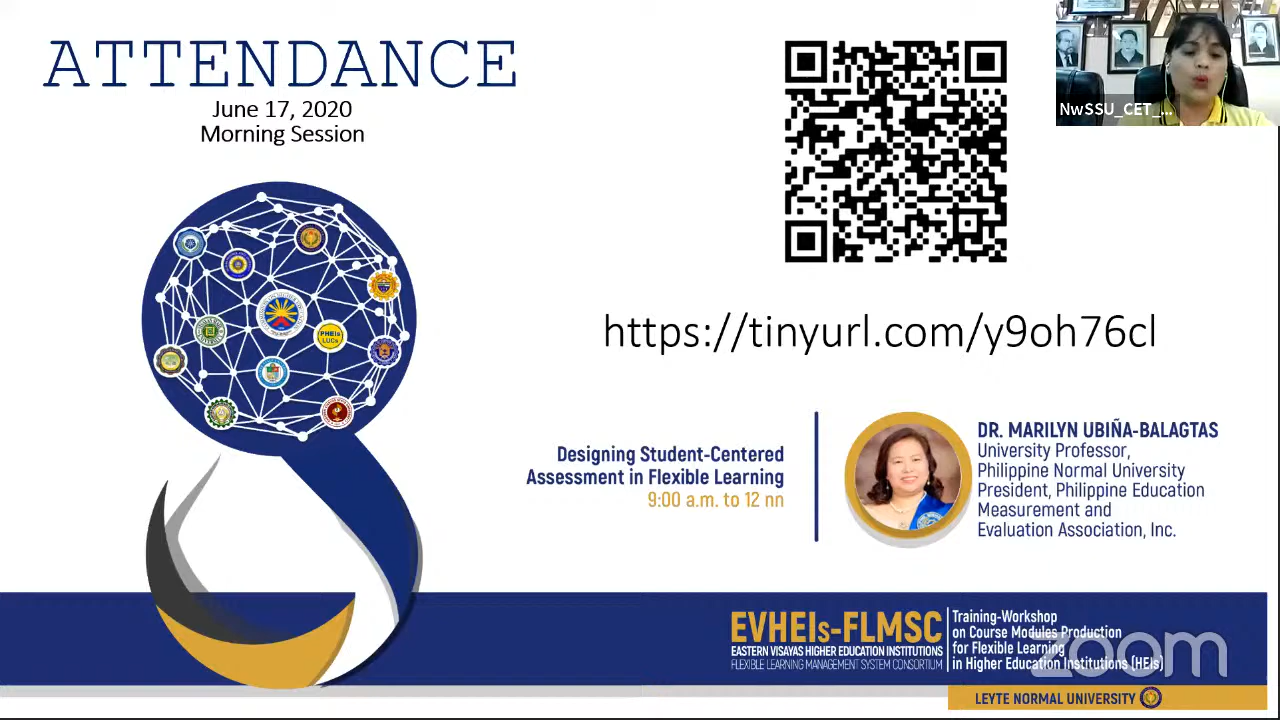 ATTENDANCE
June 17, 2020
Morning Session
NwSSU_CET_...
PHEIs
LUCs
https://tinyurl.com/y9oh76cl
Designing Student-Centered
Assessment in Flexible Learning
9:00 a.m. to 12 nn
DR. MARILYN UBIÑA-BALAGTAS
University Professor,
Philippine Normal University
President, Philippine Education
Measurement and
Evaluation Association, Inc.
EVHEIs-FLMSC
EASTERN VISAYAS HIGHER EDUCATION INSTITUTIONS
FLEXIBLE LEARNING MANAGEMENT SYSTEM CONSORTIUM
Training-Workshop
on Course Modules Production
for Flexible Learning
in Higher Education Institutions (HEIs)
zoom
LEYTE NORMAL UNIVERSITY